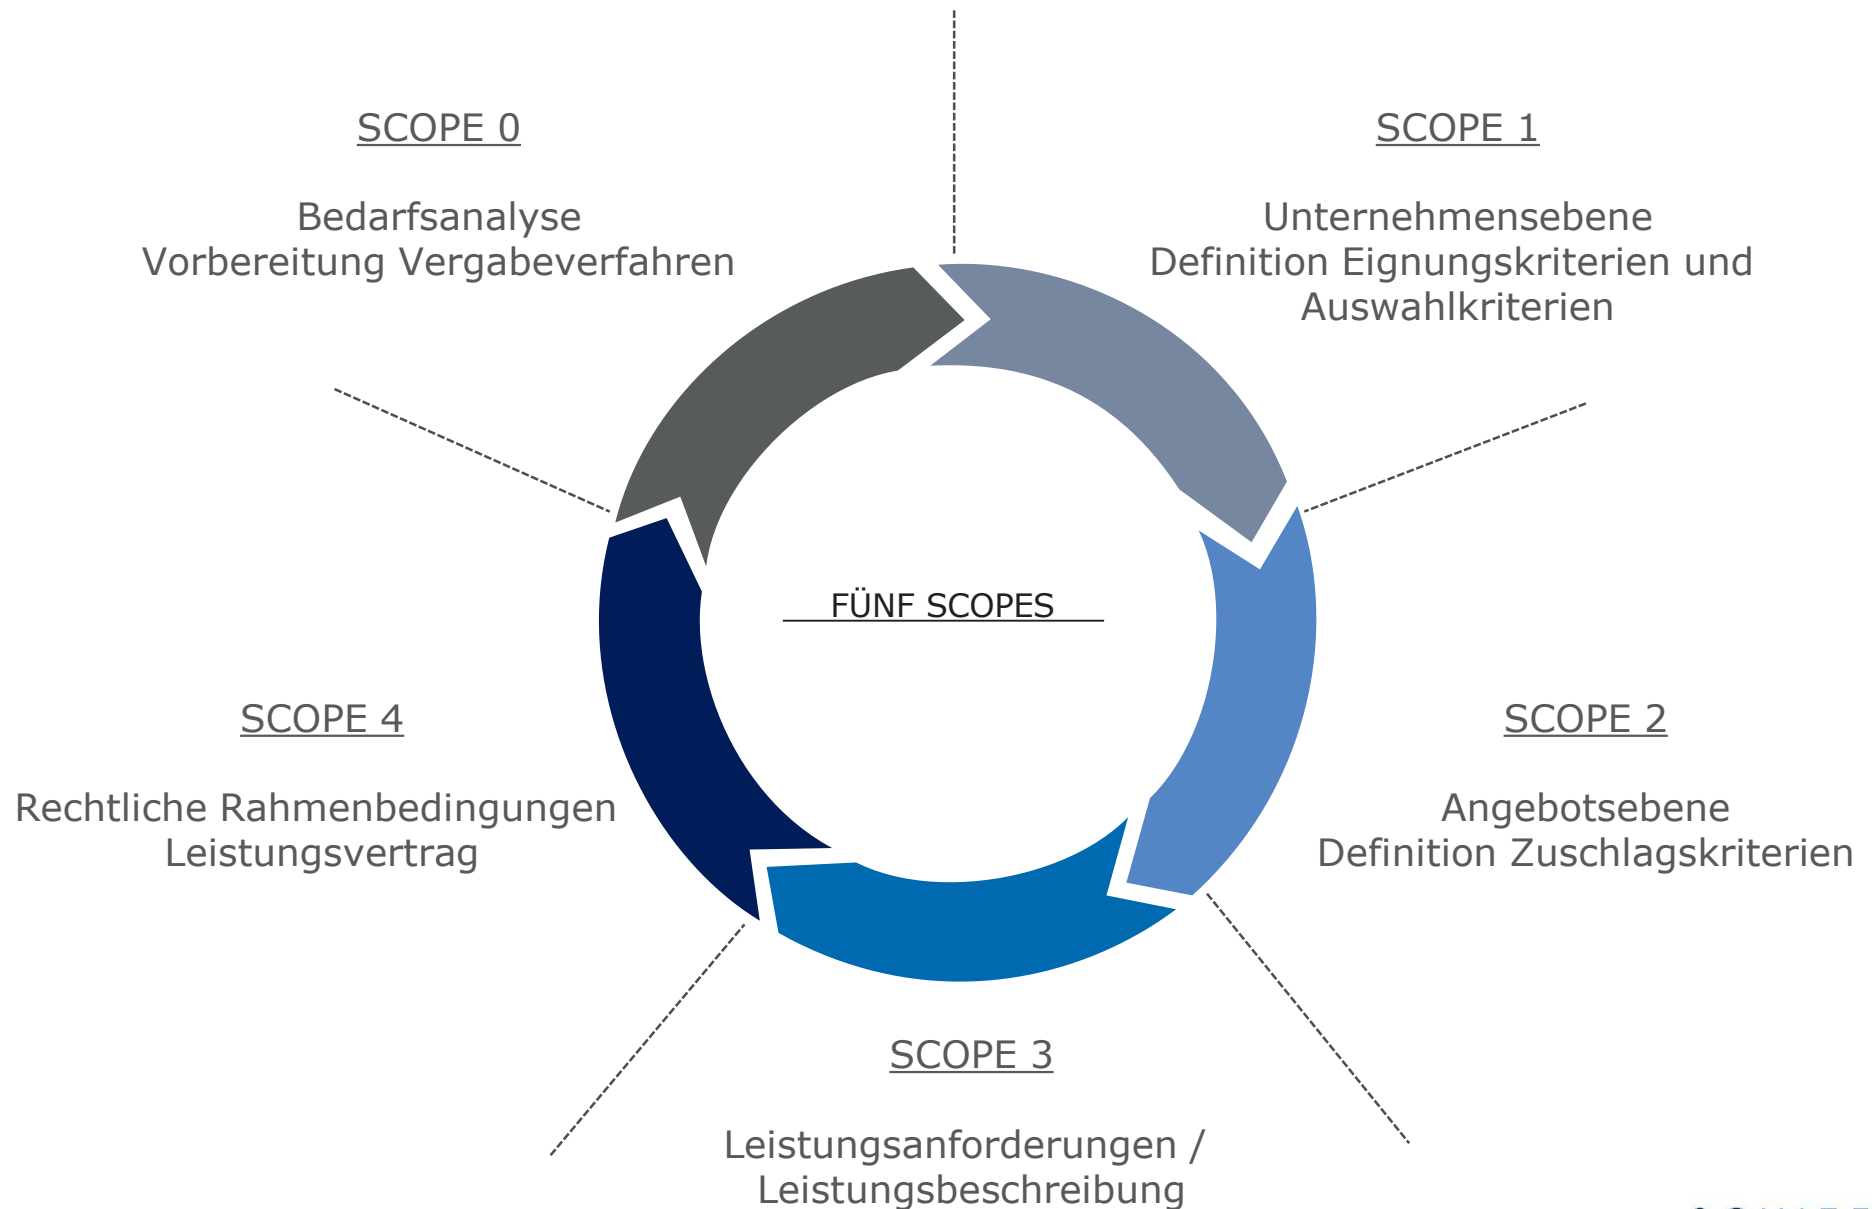 SCOPE 0
Bedarfsanalyse
Vorbereitung Vergabeverfahren
SCOPE 1
Unternehmensebene
Definition Eignungskriterien und
Auswahlkriterien
FÜNF SCOPES
SCOPE 4
Rechtliche Rahmenbedingungen
Leistungsvertrag
SCOPE 2
Angebotsebene
Definition Zuschlagskriterien
SCOPE 3
Leistungsanforderungen /
Leistungsbeschreibung